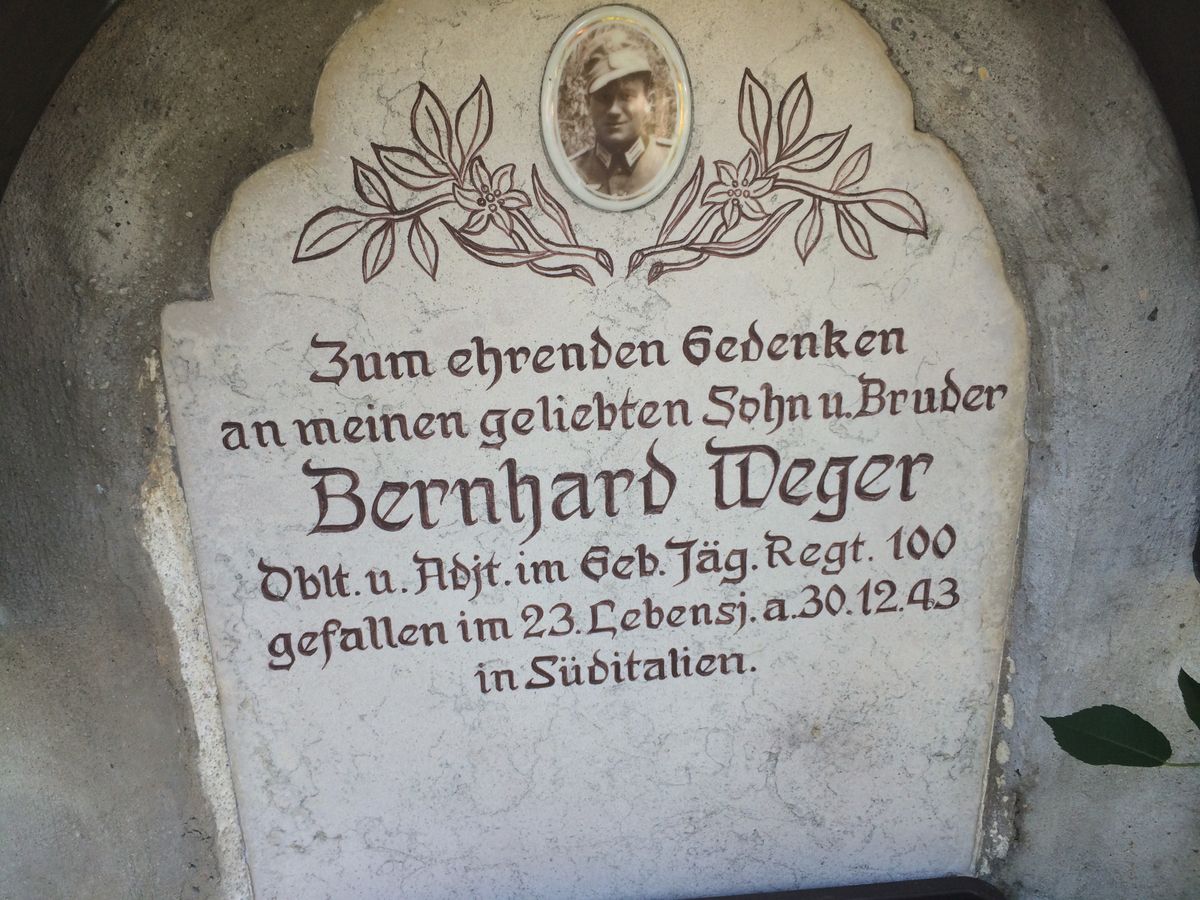 Zum ehrenden Gedenken
an meinen geliebten Sohn u. Bruder
Bernhard Weger
Oblt. u. Adjt. im Geb. Jäg. Regt. 100
gefallen im 23. Lebensj. a. 30.12.43
in Süditalien.